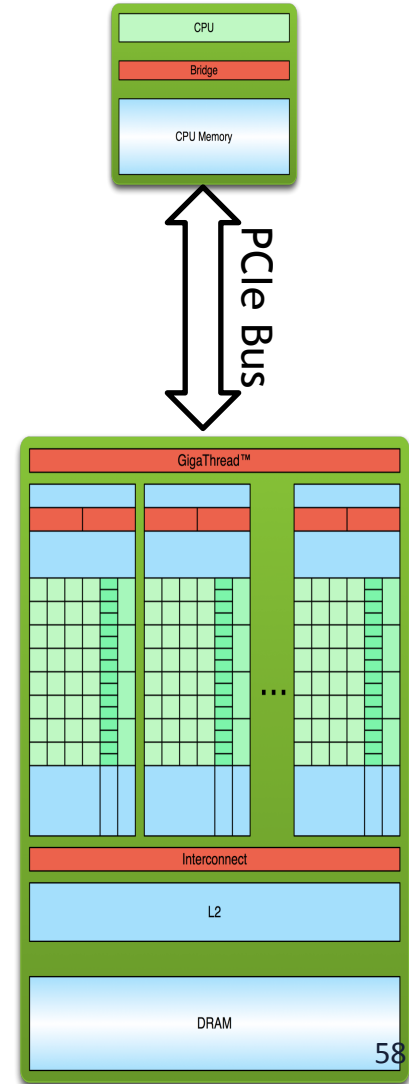 CPU
Bridge
CPU Memory
PCIe Bus
GigaThread™
...
Interconnect
L2
DRAM
58